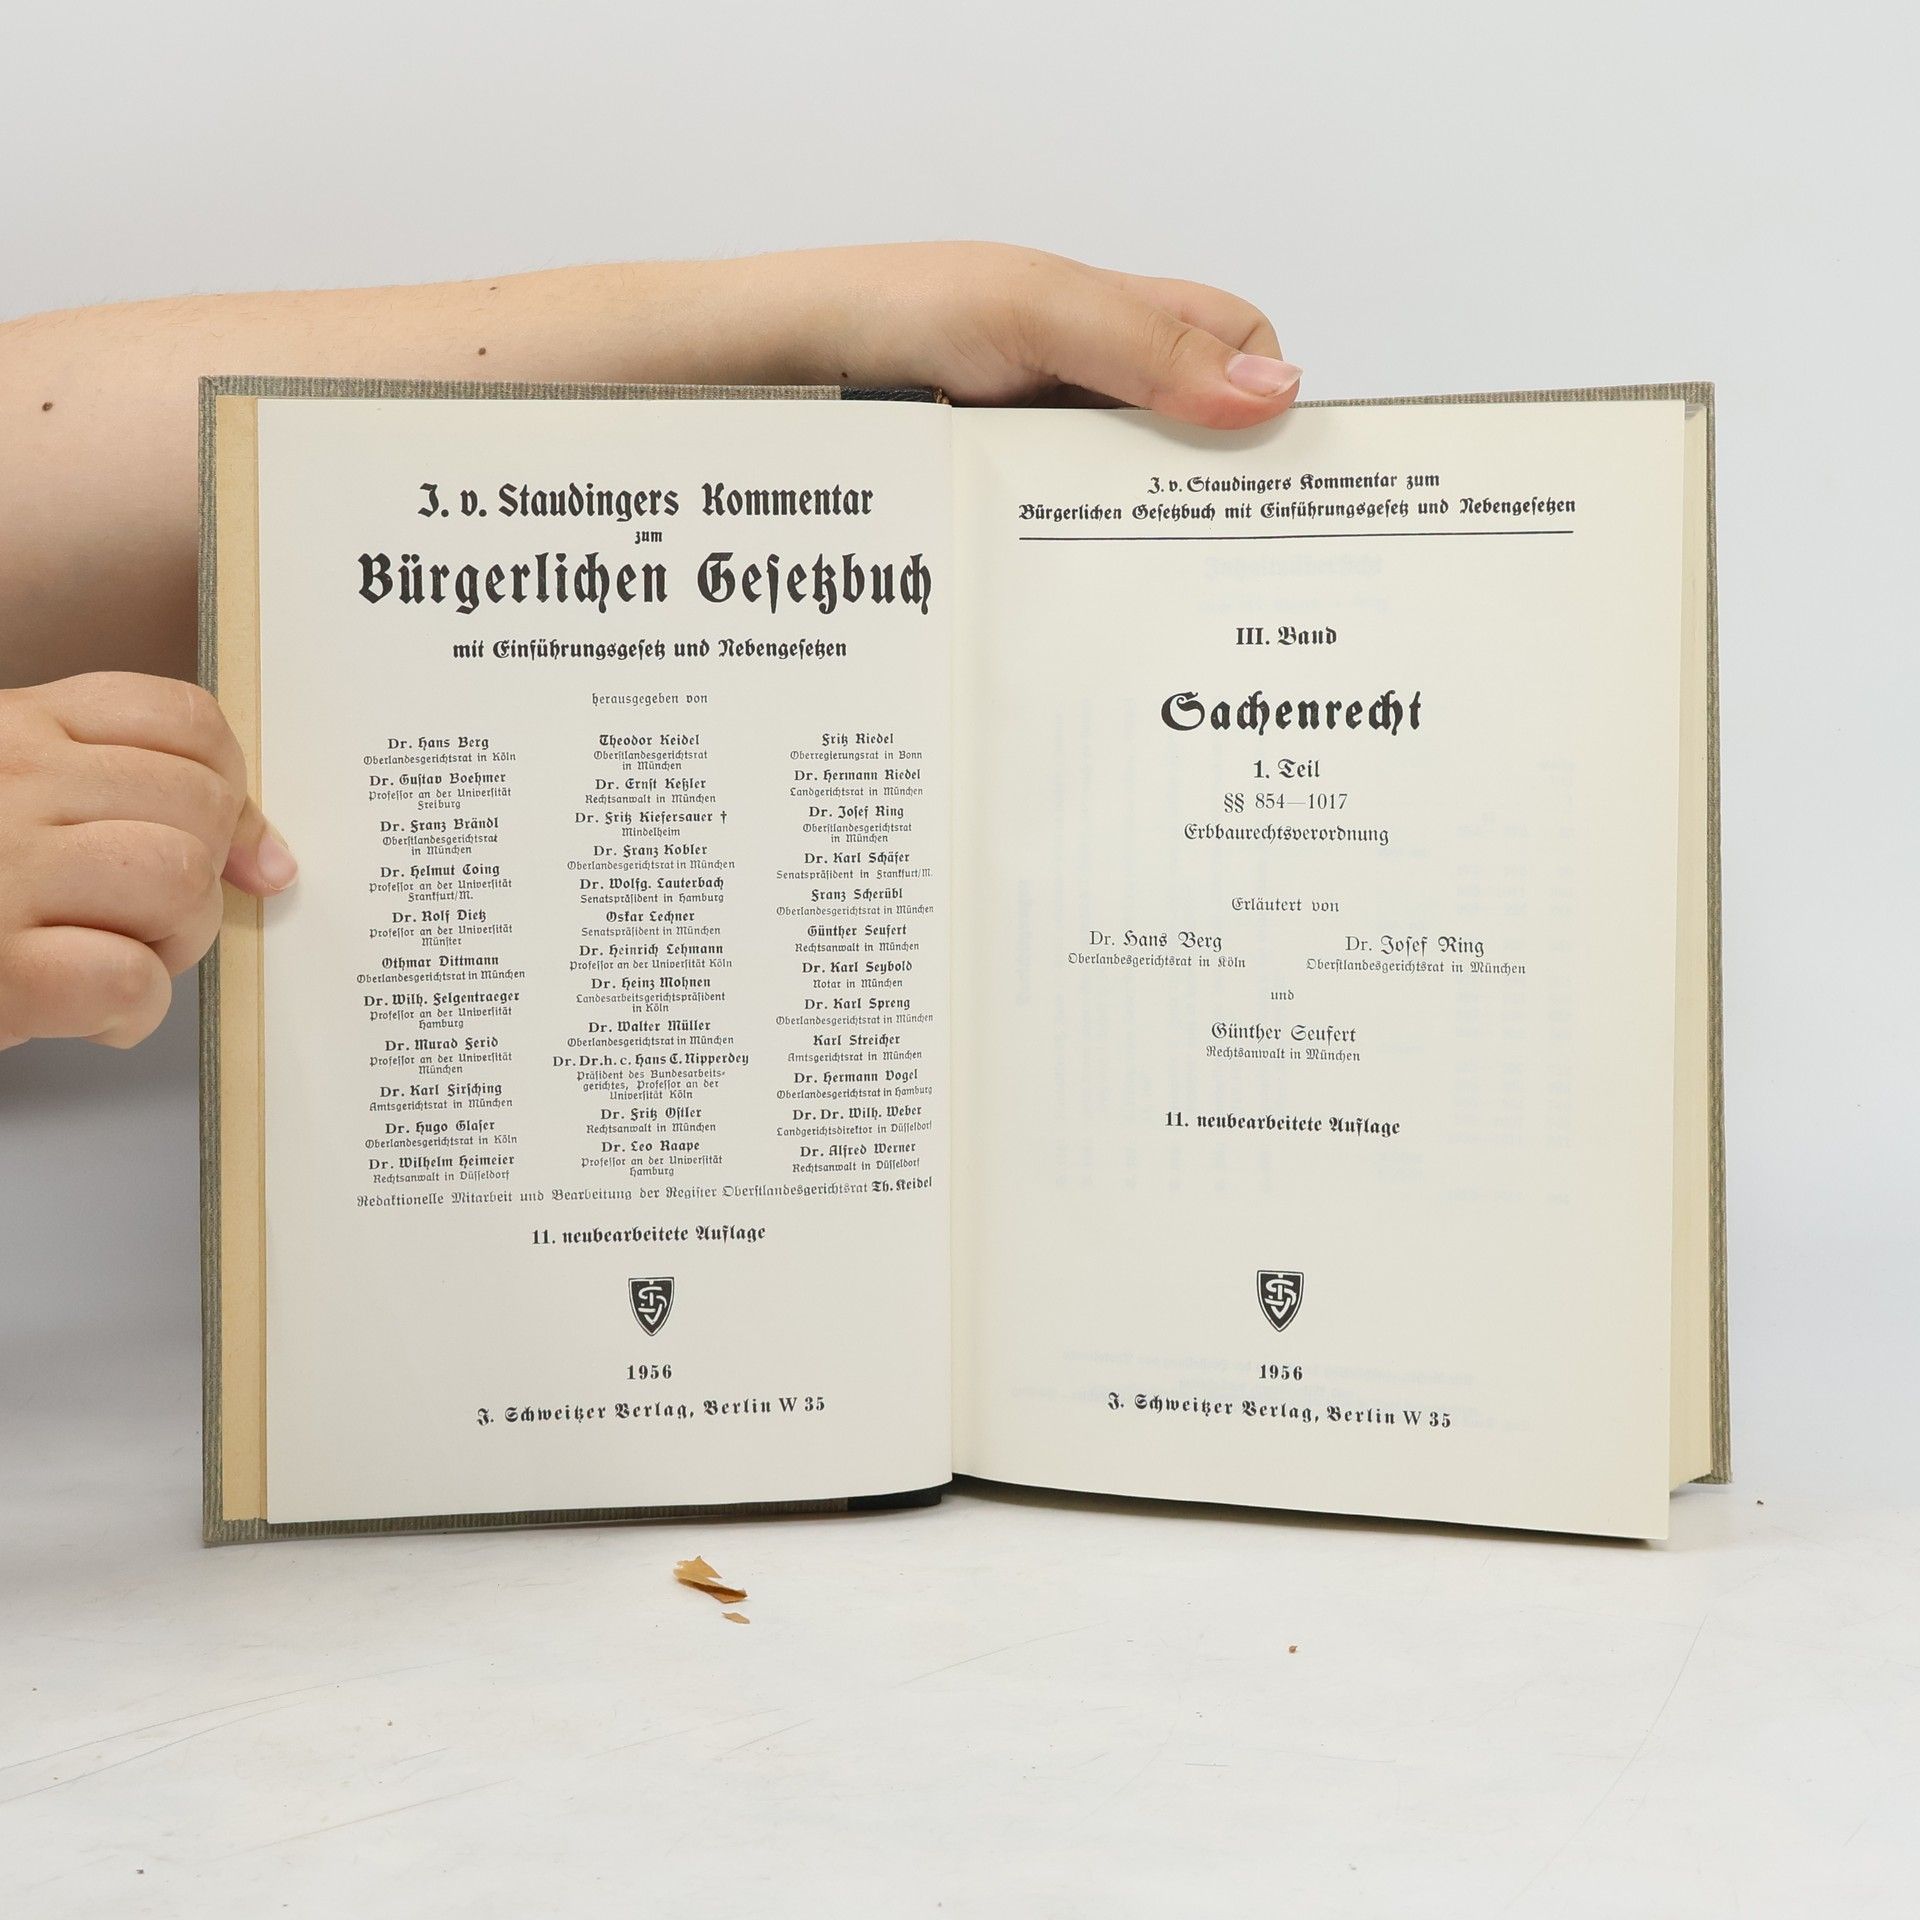 J. v. Staudingers Kommentar
zum
Bürgerlichen Gesetzbuch
mit Einführungsgesetz und Nebengesetzen
herausgegeben von
Dr. Hans Berg
Oberlandesgerichtsrat in Köln
Dr. Gustav Boehmer
Professor an der Universität
Freiburg
Dr. Franz Brändl
Oberstlandesgerichtsrat
in München
Dr. Helmut Coing
Professor an der Universität
Frankfurt/M.
Dr. Rolf Dietz
Professor an der Universität
Münster
Othmar Dittmann
Oberlandesgerichtsrat in München
Dr. Wilh. Felgentraeger
Professor an der Universität
Hamburg
Dr. Murad Ferid
Professor an der Universität
München
Dr. Karl Firsching
Amtsgerichtsrat in München
Dr. Hugo Glaser
Oberlandesgerichtsrat in Köln
Dr. Wilhelm Heimeier
Rechtsanwalt in Düsseldorf
Theodor Keidel
Oberstlandesgerichtsrat
in München
Dr. Ernst Keßler
Rechtsanwalt in München
Dr. Fritz Kiefersauer †
Mindelheim
Dr. Franz Kobler
Oberlandesgerichtsrat in München
Dr. Wolfg. Lauterbach
Senatspräsident in Hamburg
Oskar Lechner
Senatspräsident in München
Dr. Heinrich Lehmann
Professor an der Universität Köln
Dr. Heinz Mohnen
Landesarbeitsgerichtspräsident
in Köln
Dr. Walter Müller
Oberlandesgerichtsrat in München
Dr. Dr. h. c. Hans C. Nipperdey
Präsident des Bundesarbeits-
gerichtes, Professor an der
Universität Köln
Dr. Fritz Ostler
Rechtsanwalt in München
Dr. Leo Raape
Professor an der Universität
Hamburg
Fritz Riedel
Oberregierungsrat in Bonn
Dr. Hermann Riedel
Landgerichtsrat in München
Dr. Josef Ring
Oberstlandesgerichtsrat
in München
Dr. Karl Schäfer
Senatspräsident in Frankfurt/M.
Franz Scherübl
Oberlandesgerichtsrat in München
Günther Seufert
Rechtsanwalt in München
Dr. Karl Seybold
Notar in München
Dr. Karl Spreng
Oberlandesgerichtsrat in München
Karl Streicher
Amtsgerichtsrat in München
Dr. Hermann Vogel
Oberlandesgerichtsrat in Hamburg
Dr. Dr. Wilh. Weber
Landgerichtsdirektor in Düsseldorf
Dr. Alfred Werner
Rechtsanwalt in Düsseldorf
Redaktionelle Mitarbeit und Bearbeitung der Register Oberstlandesgerichtsrat Th. Keidel
11. neubearbeitete Auflage
1956
J. Schweitzer Verlag, Berlin W 35
J. v. Staudingers Kommentar zum
Bürgerlichen Gesetzbuch mit Einführungsgesetz und Nebengesetzen
III. Band
Sachenrecht
1. Teil
§§ 854—1017
Erbbaurechtsverordnung
Erläutert von
Dr. Hans Berg
Oberlandesgerichtsrat in Köln
Dr. Josef Ring
Oberstlandesgerichtsrat in München
und
Günther Seufert
Rechtsanwalt in München
11. neubearbeitete Auflage
1956
J. Schweitzer Verlag, Berlin W 35